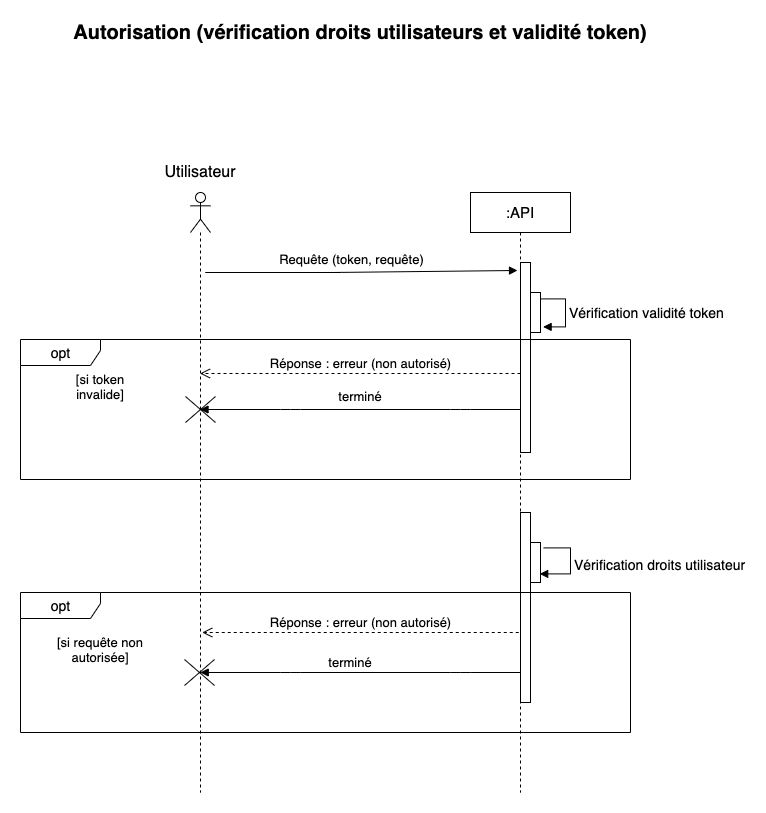 Autorisation (vérification droits utilisateurs et validité token)
Utilisateur
:API
Requête (token, requête)
Vérification validité token
opt
Réponse : erreur (non autorisé)
[si token
invalide]
terminé
Vérification droits utilisateur
opt
Réponse : erreur (non autorisé)
[si requête non
autorisée]
terminé